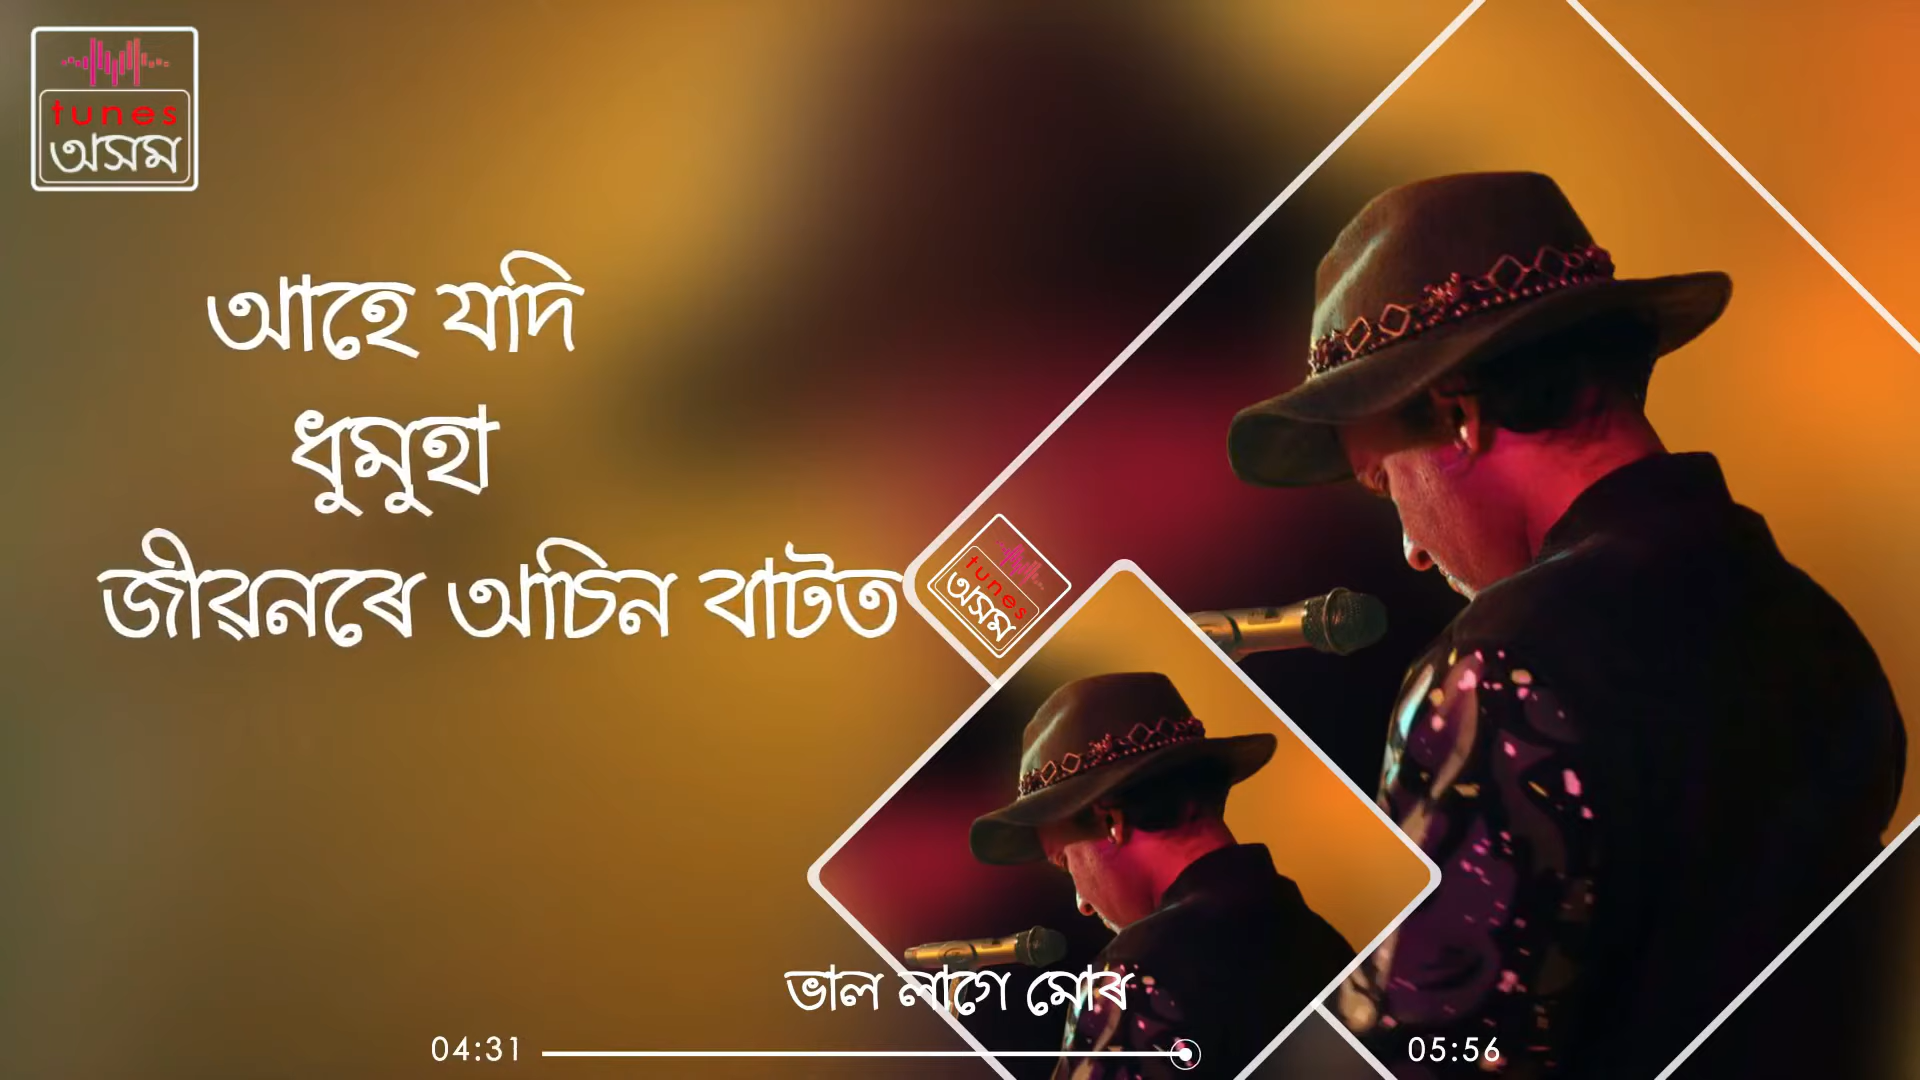 tunes
অসম
আহে যদি
ধুমুহা
জীৱনৰে অচিন বাটত
tunes
অসম
ভাল লাগে মোৰ
04:31
05:56